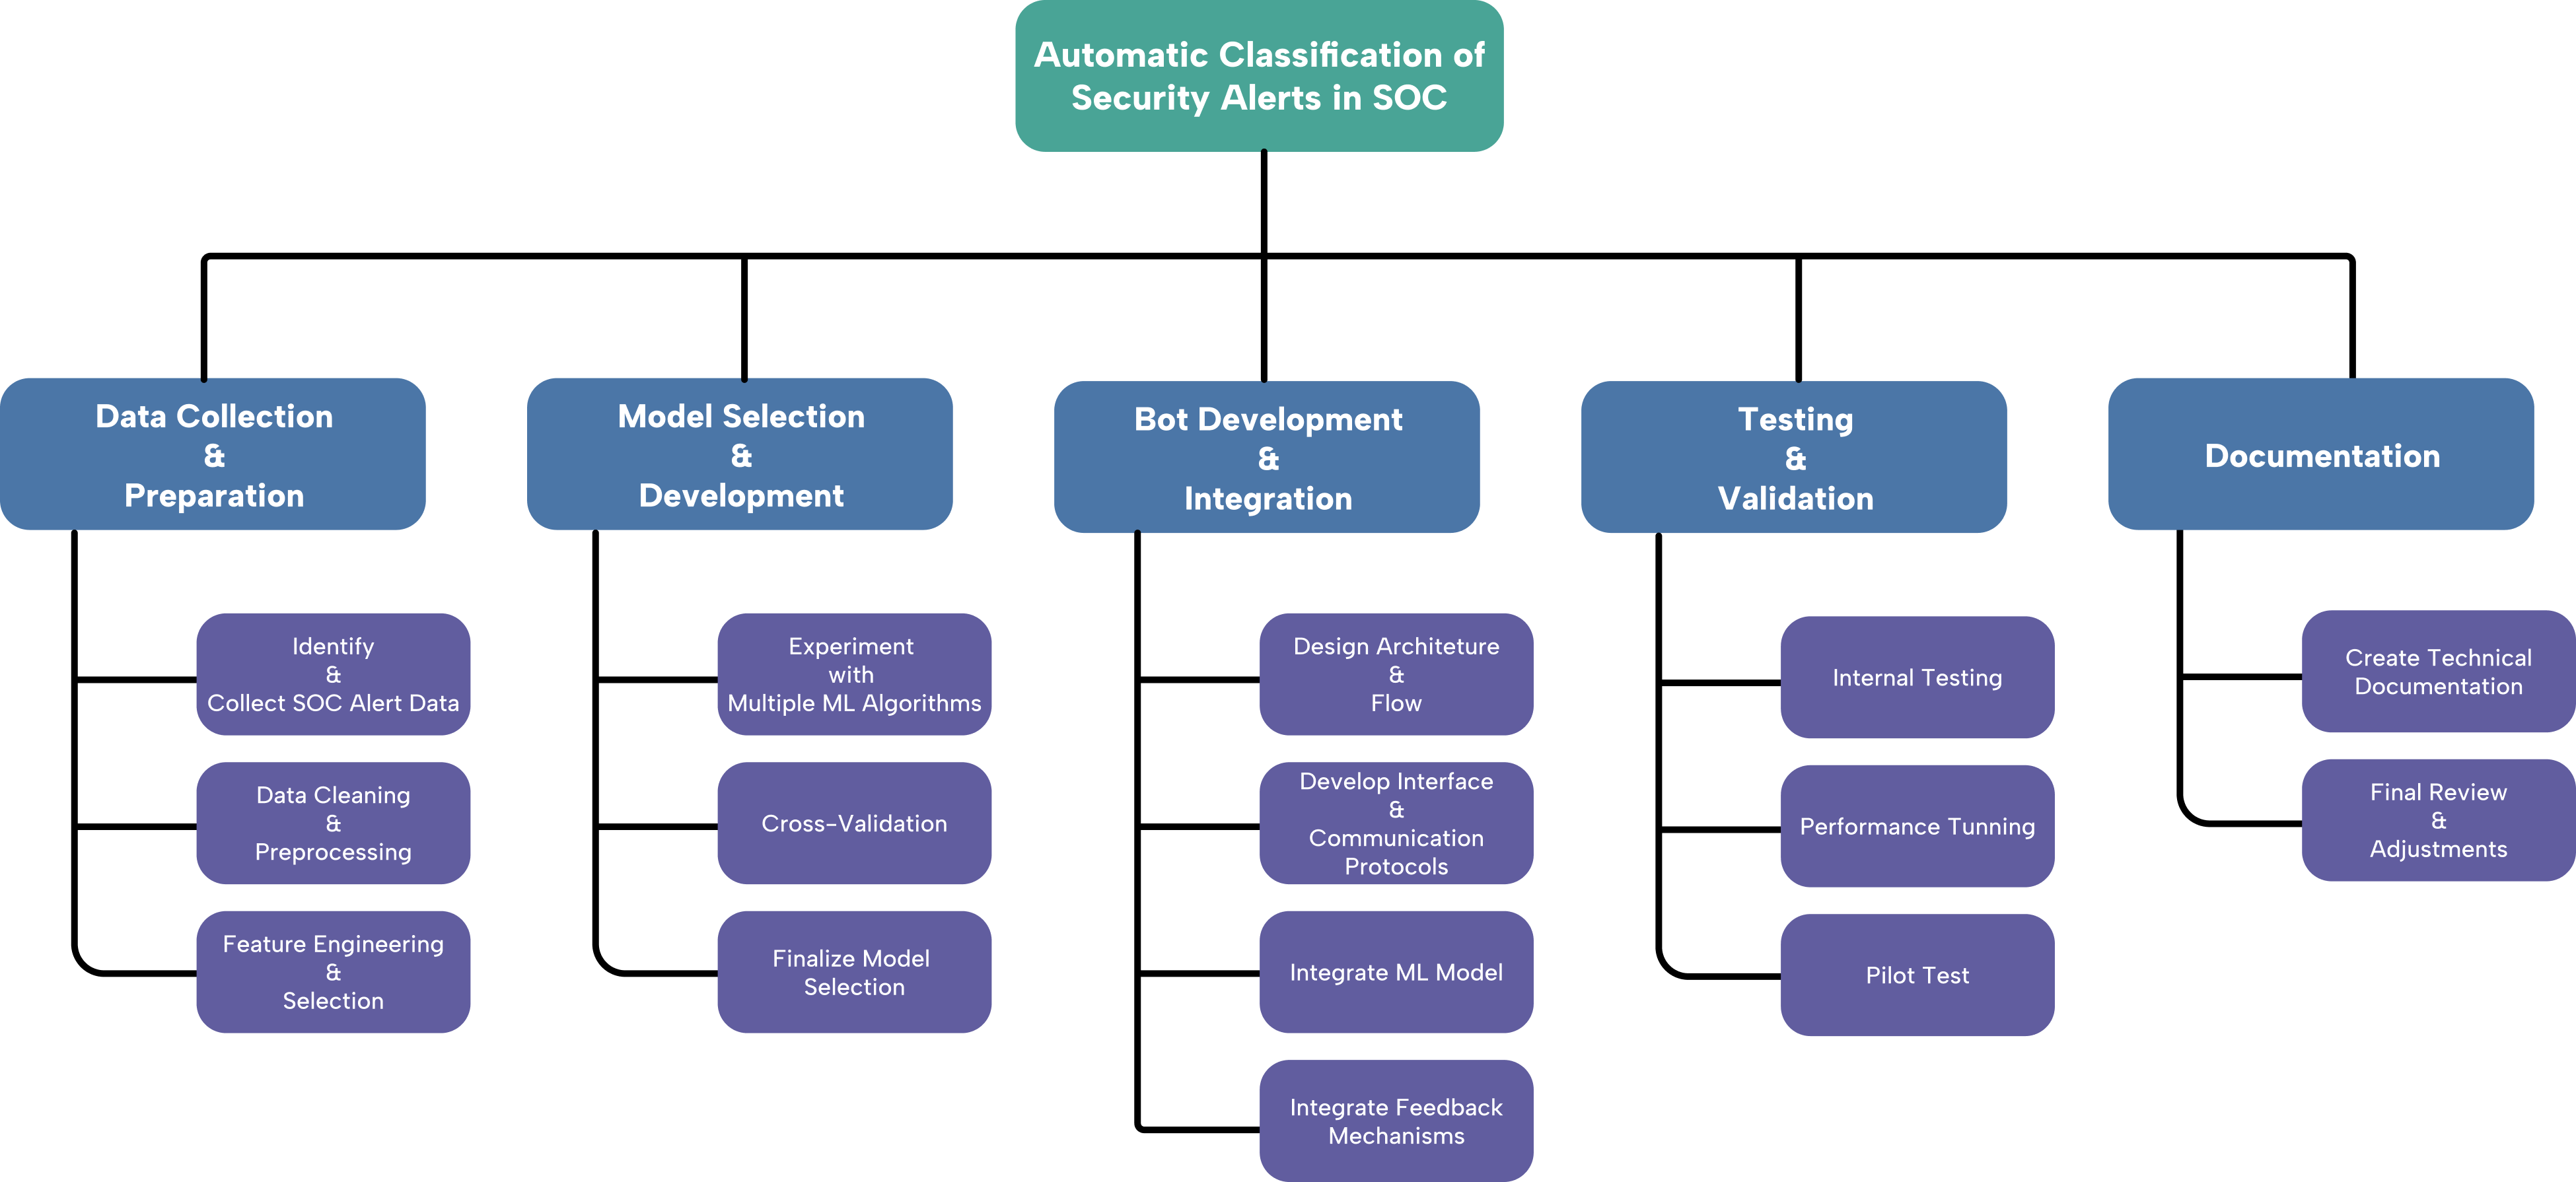 Automatic Classification of
Security Alerts in SOC
Data Collection
&
Preparation
Model Selection
&
Development
Bot Development
&
Integration
Testing
&
Validation
Documentation
Identify
&
Collect SOC Alert Data
Data Cleaning
&
Preprocessing
Feature Engineering
&
Selection
Experiment
with
Multiple ML Algorithms
Cross-Validation
Finalize Model
Selection
Design Architeture
&
Flow
Develop Interface
&
Communication
Protocols
Integrate ML Model
Integrate Feedback
Mechanisms
Internal Testing
Performance Tunning
Pilot Test
Create Technical
Documentation
Final Review
&
Adjustments